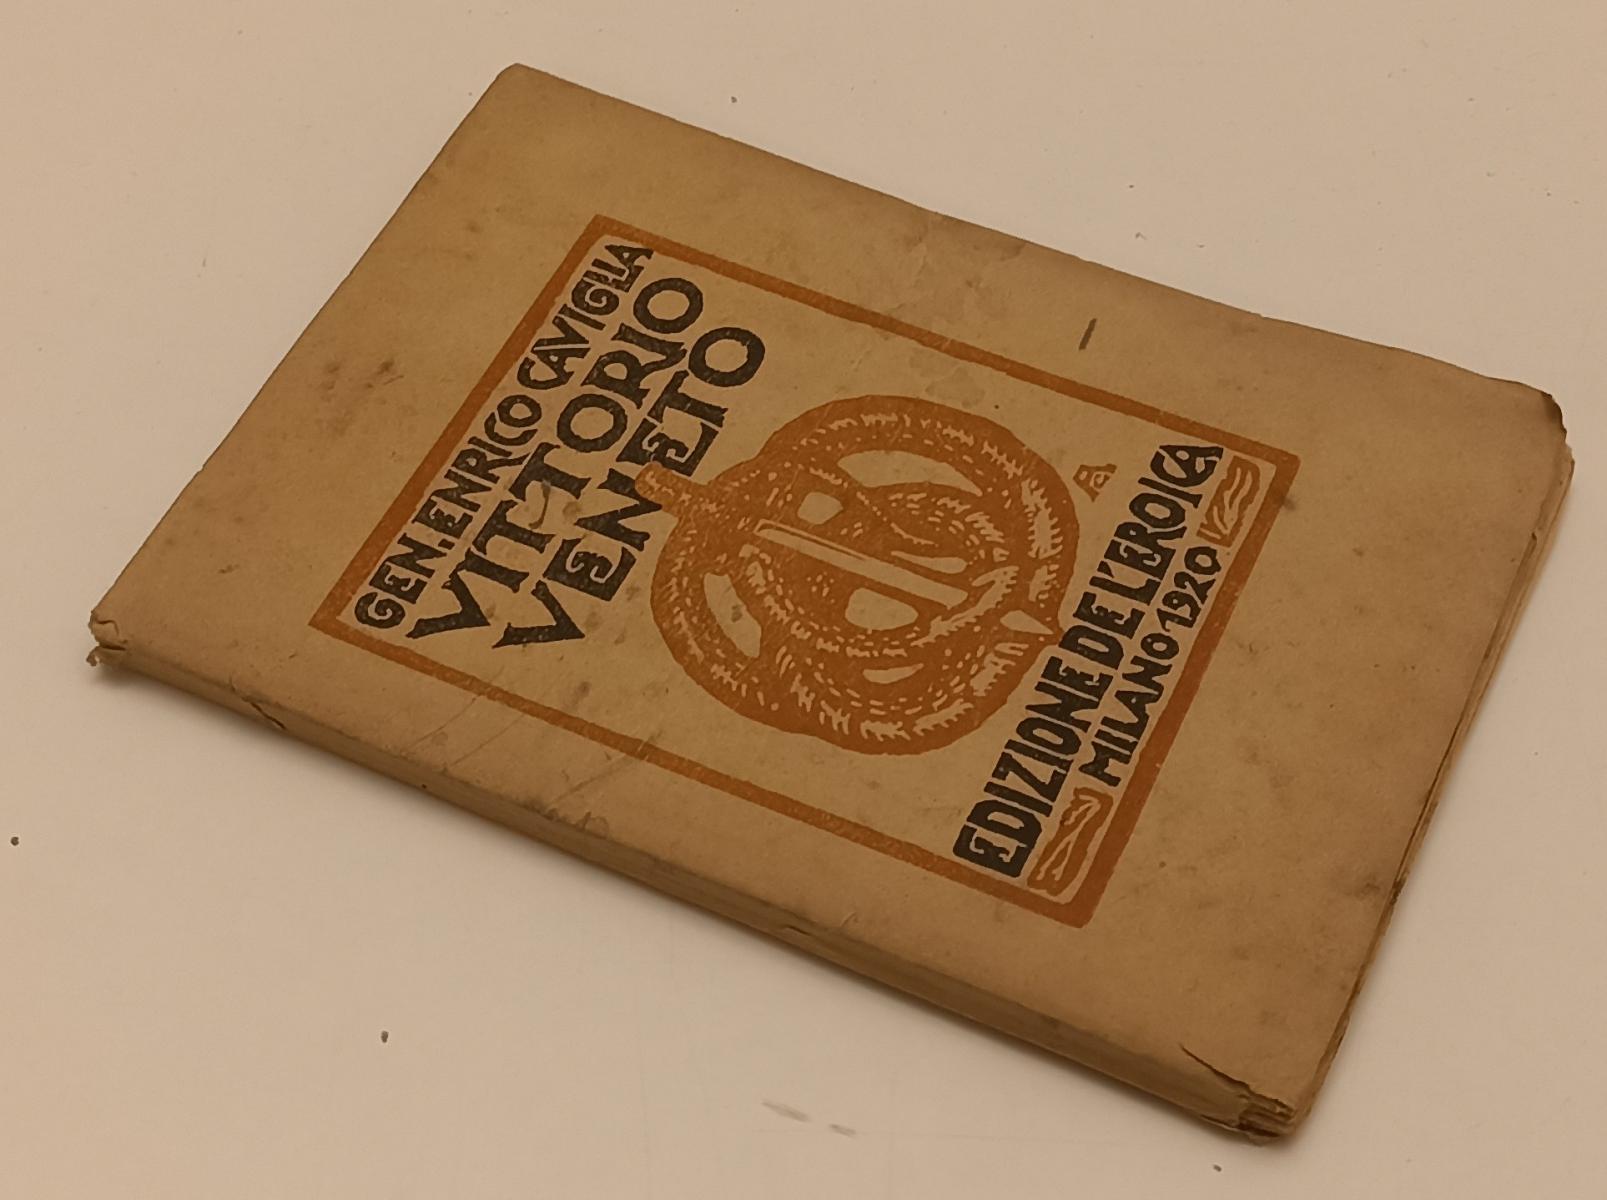 GEN. ENRICO CAVIGLIA
VITTORIO
VENETO
EDIZIONE DE L'EROICA
MILANO 1920